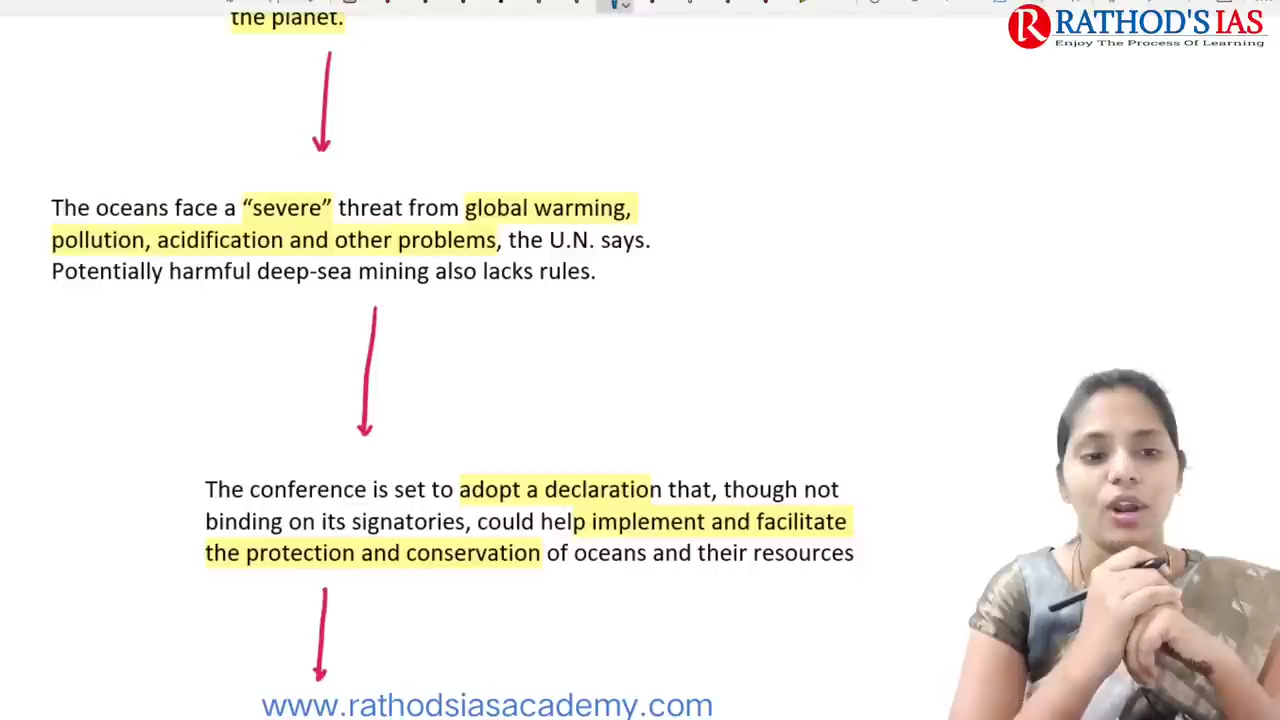 the planet.
RATHOD'S IAS
Enjoy The Process Of Learning
The oceans face a “severe” threat from global warming,
pollution, acidification and other problems, the U.N. says.
Potentially harmful deep-sea mining also lacks rules.
The conference is set to adopt a declaration that, though not
binding on its signatories, could help implement and facilitate
the protection and conservation of oceans and their resources
www.rathodsiasacademy.com